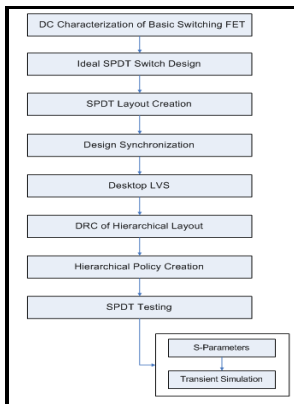 DC Characterization of Basic Switching FET
Ideal SPDT Switch Design
SPDT Layout Creation
Design Synchronization
Desktop LVS
DRC of Hierarchical Layout
Hierarchical Policy Creation
SPDT Testing
S-Parameters
Transient Simulation